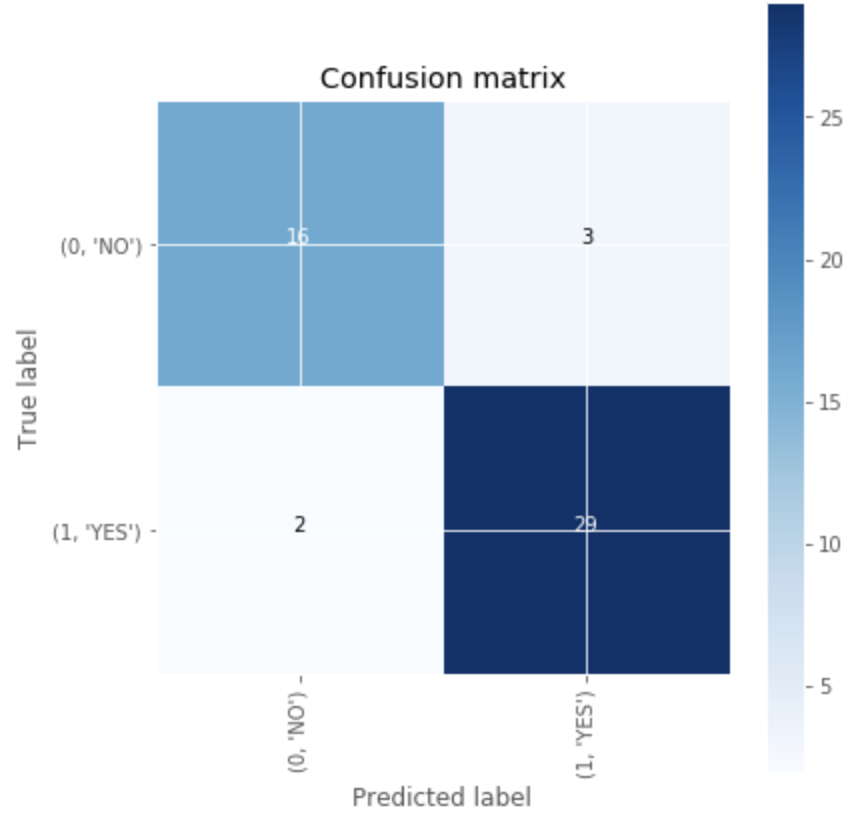 Confusion matrix
25
20
15
10
5
True label
(0, 'NO')
16
3
(1, 'YES')
2
29
(0, 'NO')
(1, 'YES')
Predicted label